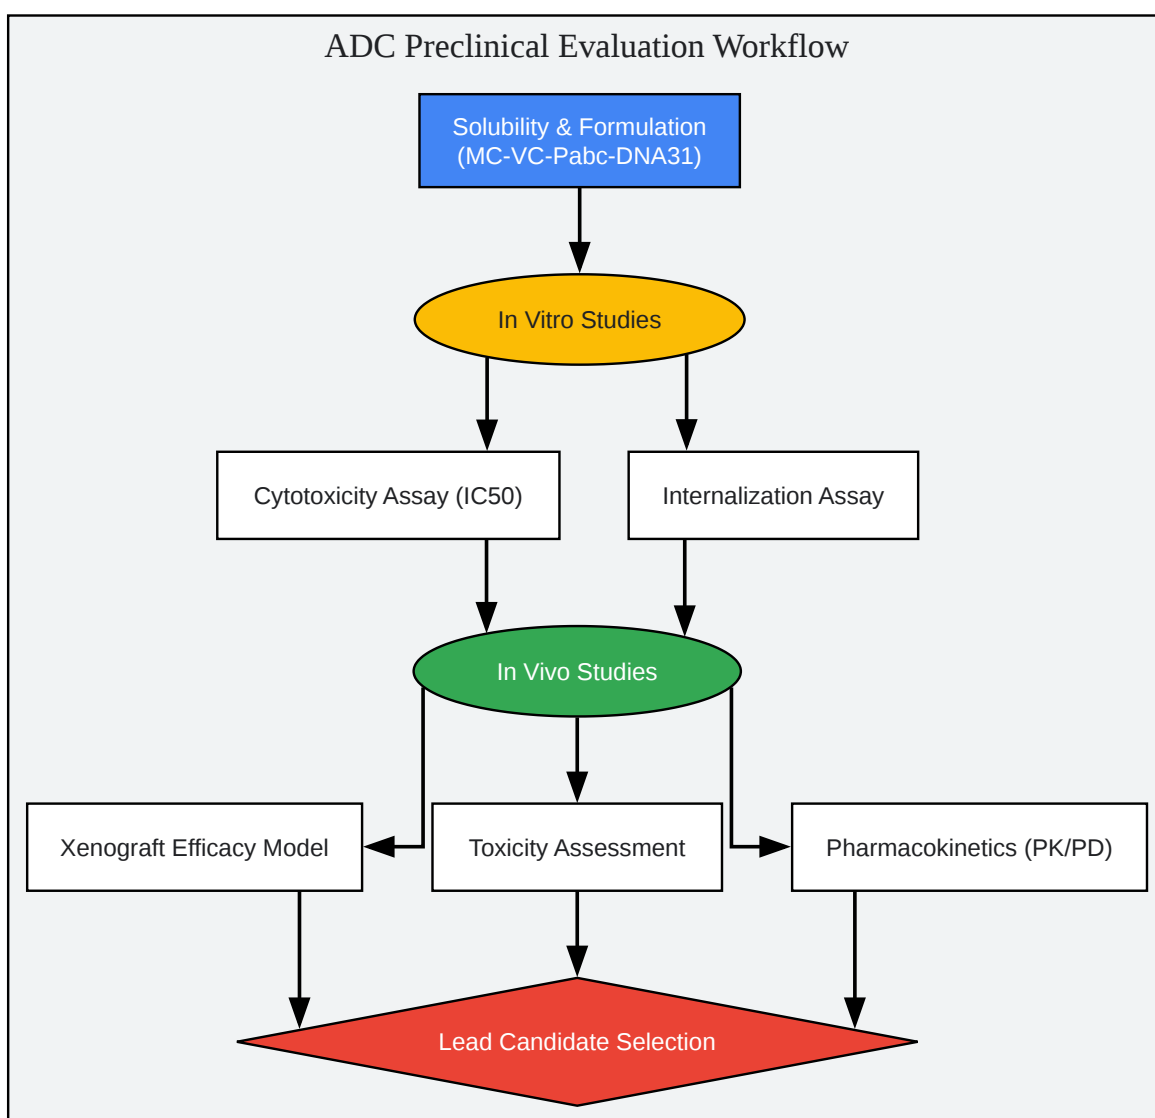 ADC Preclinical Evaluation Workflow
Solubility & Formulation
(MC-VC-Pabc-DNA31)
In Vitro Studies
Cytotoxicity Assay (IC50)
Internalization Assay
In Vivo Studies
Xenograft Efficacy Model
Toxicity Assessment
Pharmacokinetics (PK/PD)
Lead Candidate Selection